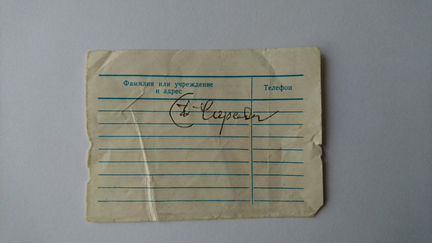 Фамилия или учреждение
и адрес
Телефон